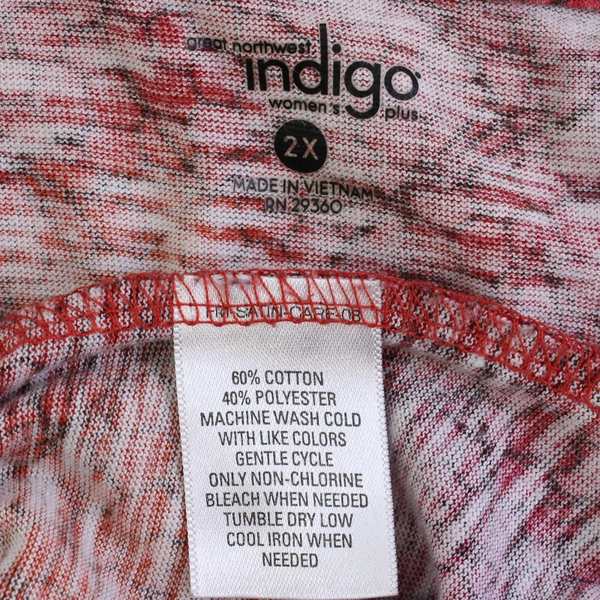 great northwest
indigo
women's plus
2X
MADE IN VIETNAM
RN 29360
60% COTTON
40% POLYESTER
MACHINE WASH COLD
WITH LIKE COLORS
GENTLE CYCLE
ONLY NON-CHLORINE
BLEACH WHEN NEEDED
TUMBLE DRY LOW
COOL IRON WHEN
NEEDED